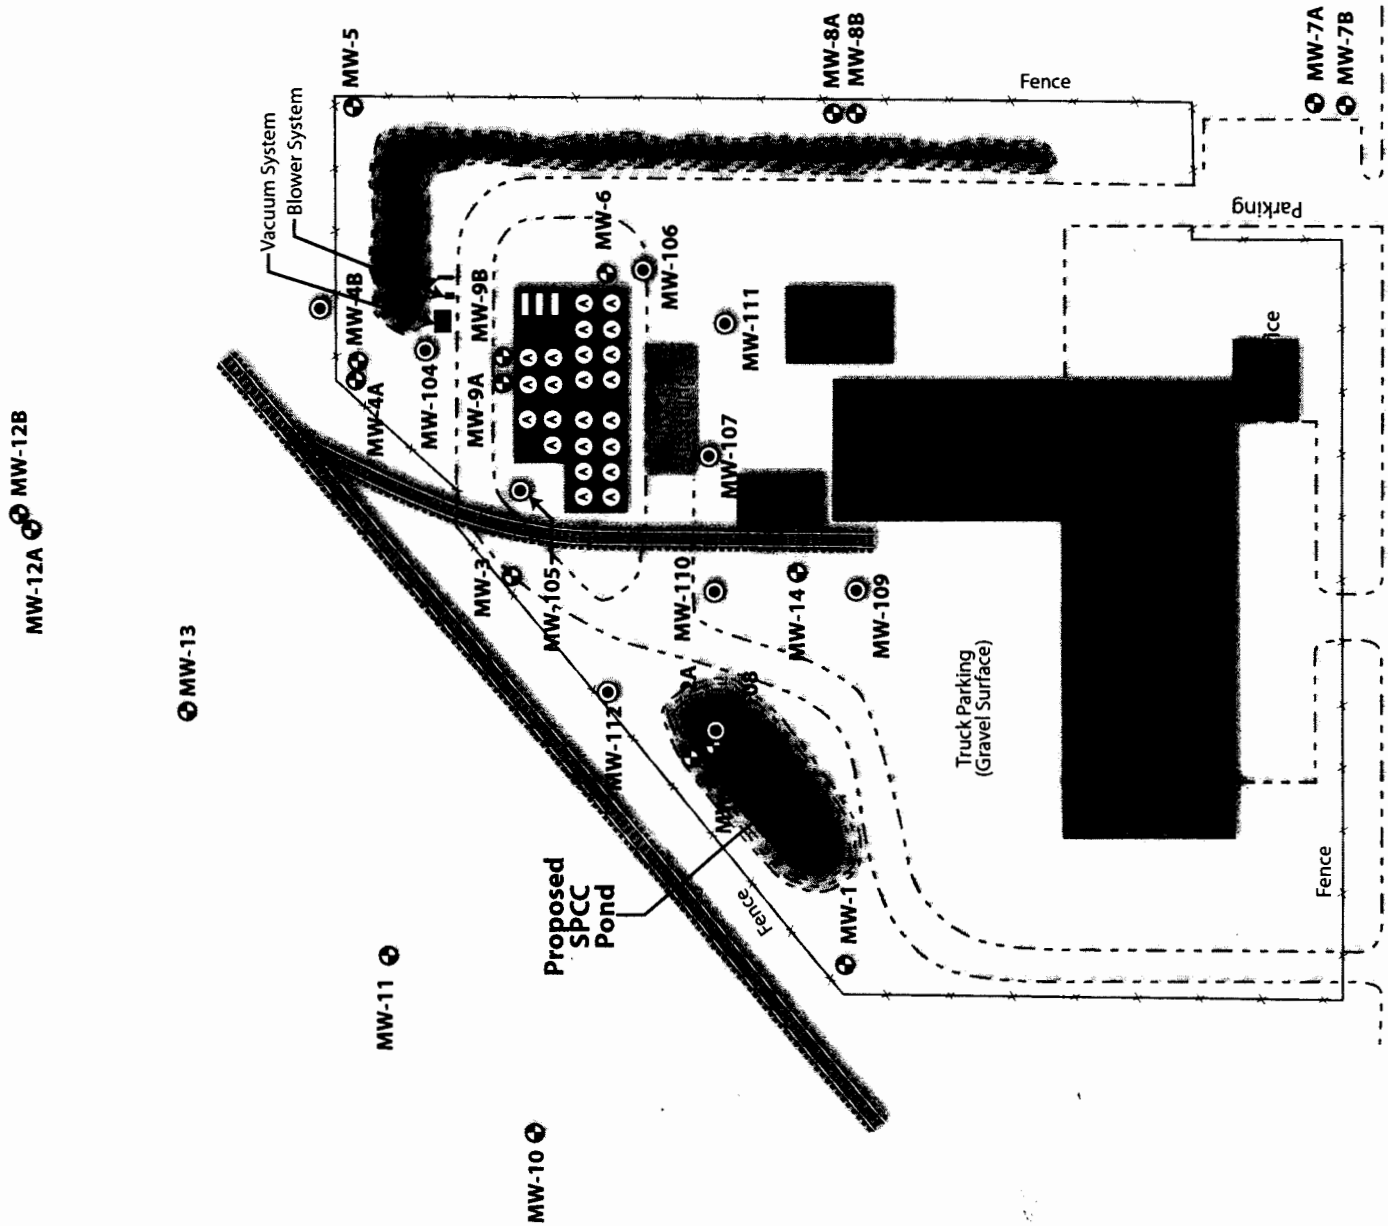 MW-5
MW-8A
MW-8B
MW-7A
MW-7B
Fence
Vacuum System
Blower System
Parking
MW-6
MW-106
MW-4B
MW-9B
MW-111
MW-4A
MW-104
MW-9A
MW-107
MW-12B
MW-12A
MW-3
MW-105
MW-110
MW-14
MW-109
MW-13
MW-112
Truck Parking
(Gravel Surface)
Proposed
SPCC
Pond
Fence
MW-1
Fence
MW-11
MW-10